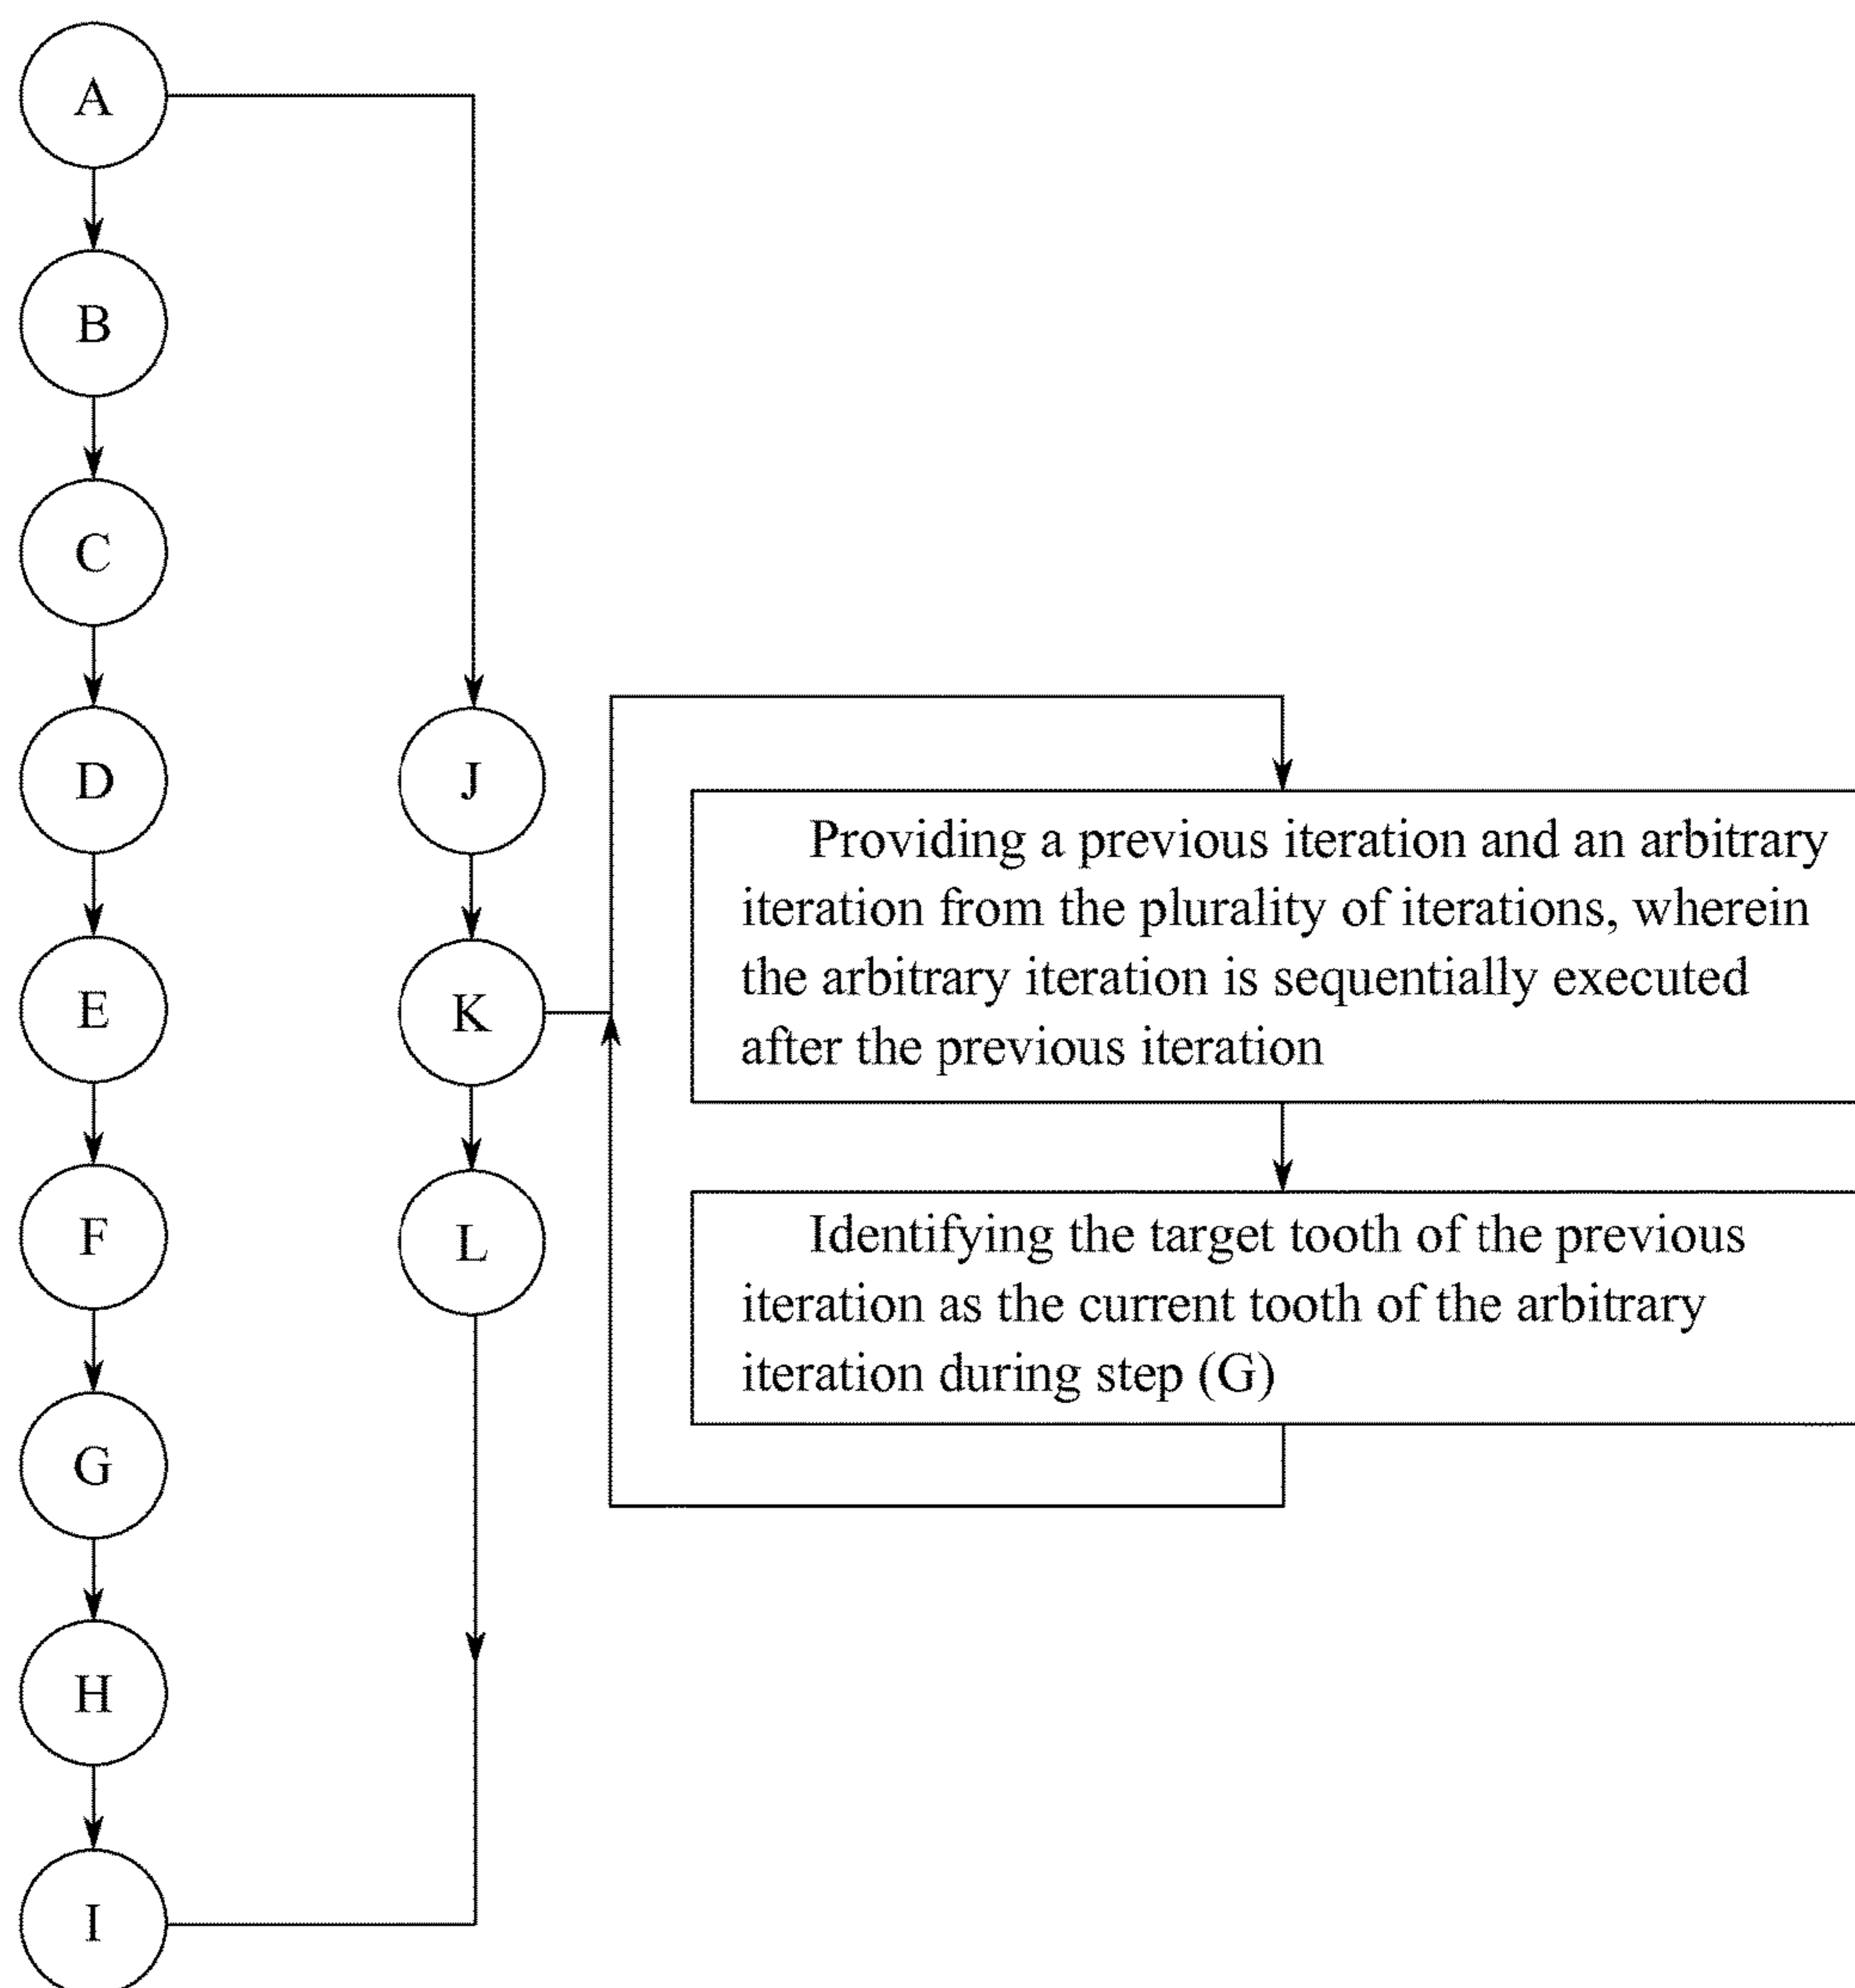 A
B
C
D
E
F
G
H
I
J
K
L
Providing a previous iteration and an arbitrary
iteration from the plurality of iterations, wherein
the arbitrary iteration is sequentially executed
after the previous iteration
Identifying the target tooth of the previous
iteration as the current tooth of the arbitrary
iteration during step (G)